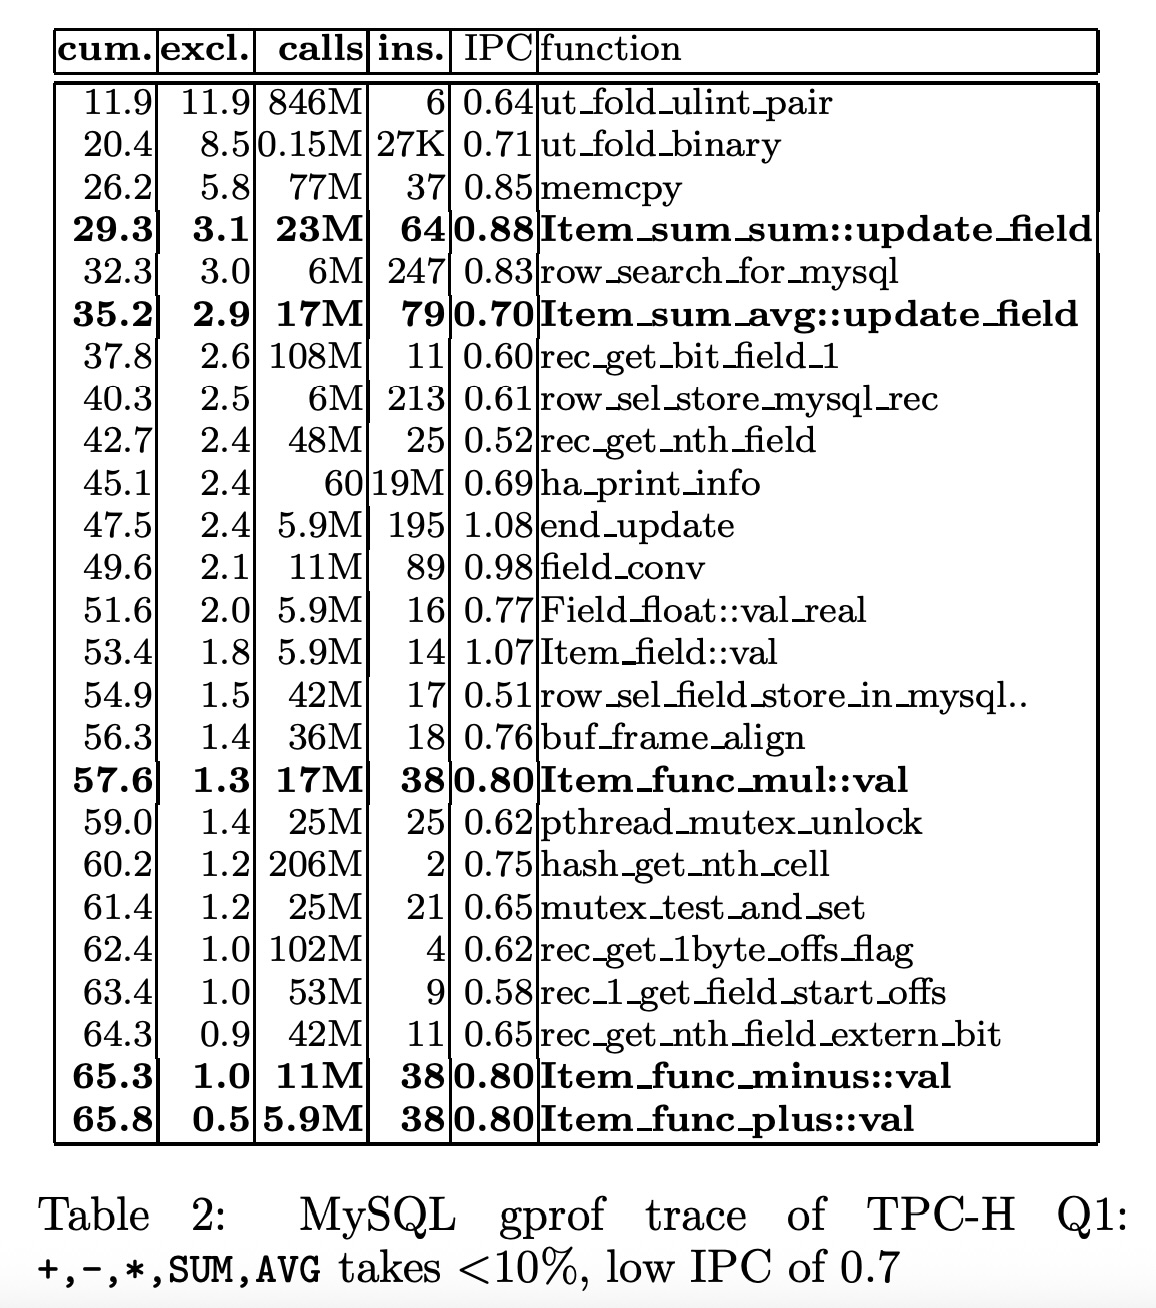 cum. excl. calls ins. IPC function
11.9 11.9 846M 6 0.64 ut_fold_ulint_pair
20.4 8.5 0.15M 27K 0.71 ut_fold_binary
26.2 5.8 77M 37 0.85 memcpy
29.3 3.1 23M 64 0.88 Item_sum_sum::update_field
32.3 3.0 6M 247 0.83 row_search_for_mysql
35.2 2.9 17M 79 0.70 Item_sum_avg::update_field
37.8 2.6 108M 11 0.60 rec_get_bit_field_1
40.3 2.5 6M 213 0.61 row_sel_store_mysql_rec
42.7 2.4 48M 25 0.52 rec_get_nth_field
45.1 2.4 60 19M 0.69 ha_print_info
47.5 2.4 5.9M 195 1.08 end_update
49.6 2.1 11M 89 0.98 field_conv
51.6 2.0 5.9M 16 0.77 Field_float::val_real
53.4 1.8 5.9M 14 1.07 Item_field::val
54.9 1.5 42M 17 0.51 row_sel_field_store_in_mysql..
56.3 1.4 36M 18 0.76 buf_frame_align
57.6 1.3 17M 38 0.80 Item_func_mul::val
59.0 1.4 25M 25 0.62 pthread_mutex_unlock
60.2 1.2 206M 2 0.75 hash_get_nth_cell
61.4 1.2 25M 21 0.65 mutex_test_and_set
62.4 1.0 102M 4 0.62 rec_get_1byte_offs_flag
63.4 1.0 53M 9 0.58 rec_1_get_field_start_offs
64.3 0.9 42M 11 0.65 rec_get_nth_field_extern_bit
65.3 1.0 11M 38 0.80 Item_func_minus::val
65.8 0.5 5.9M 38 0.80 Item_func_plus::val
Table 2: MySQL gprof trace of TPC-H Q1:
+,-,*,SUM,AVG takes <10%, low IPC of 0.7